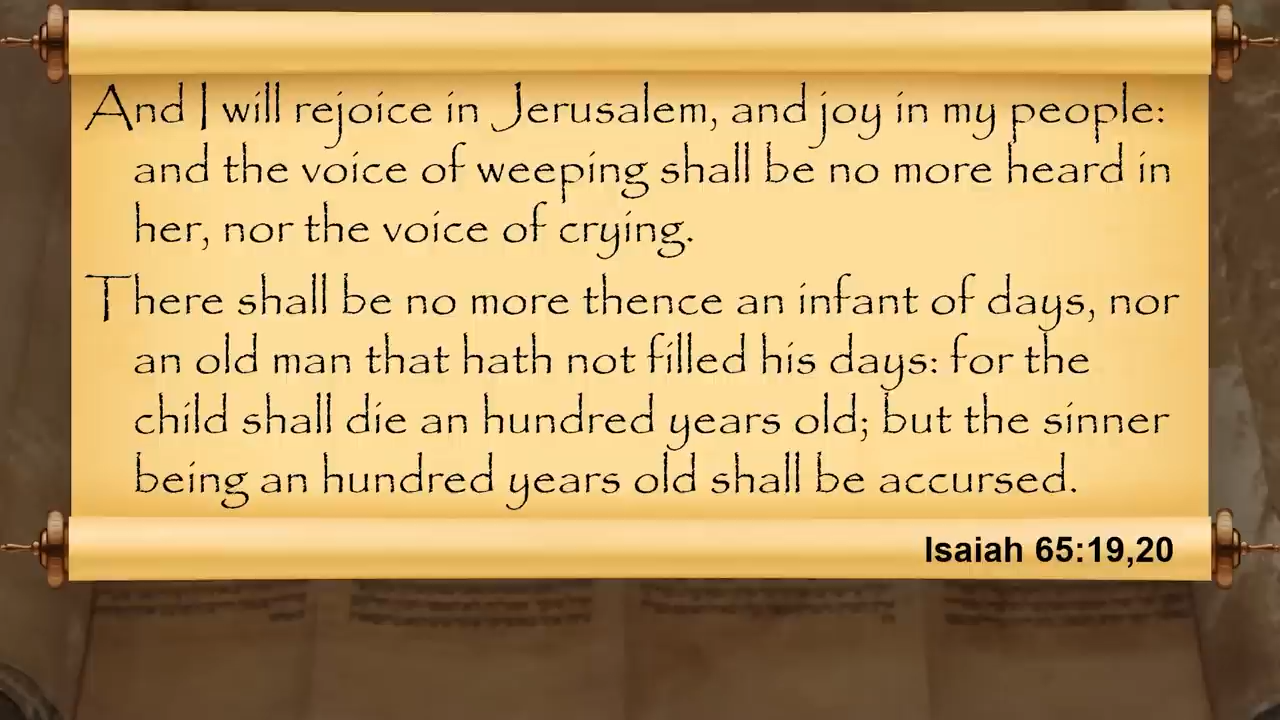 And I will rejoice in Jerusalem, and joy in my people:
and the voice of weeping shall be no more heard in
her, nor the voice of crying.
There shall be no more thence an infant of days, nor
an old man that hath not filled his days: for the
child shall die an hundred years old; but the sinner
being an hundred years old shall be accursed.
Isaiah 65:19,20